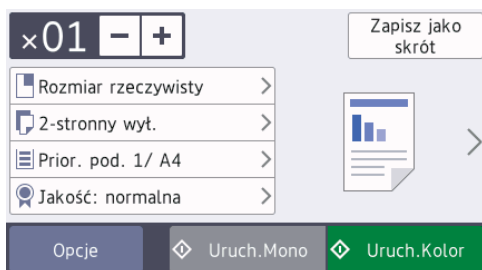 ×01 - +
Zapisz jako
skrót
Rozmiar rzeczywisty
2-stronny wył.
Prior. pod. 1/ A4
Jakość: normalna
Opcje
Uruch.Mono
Uruch.Kolor